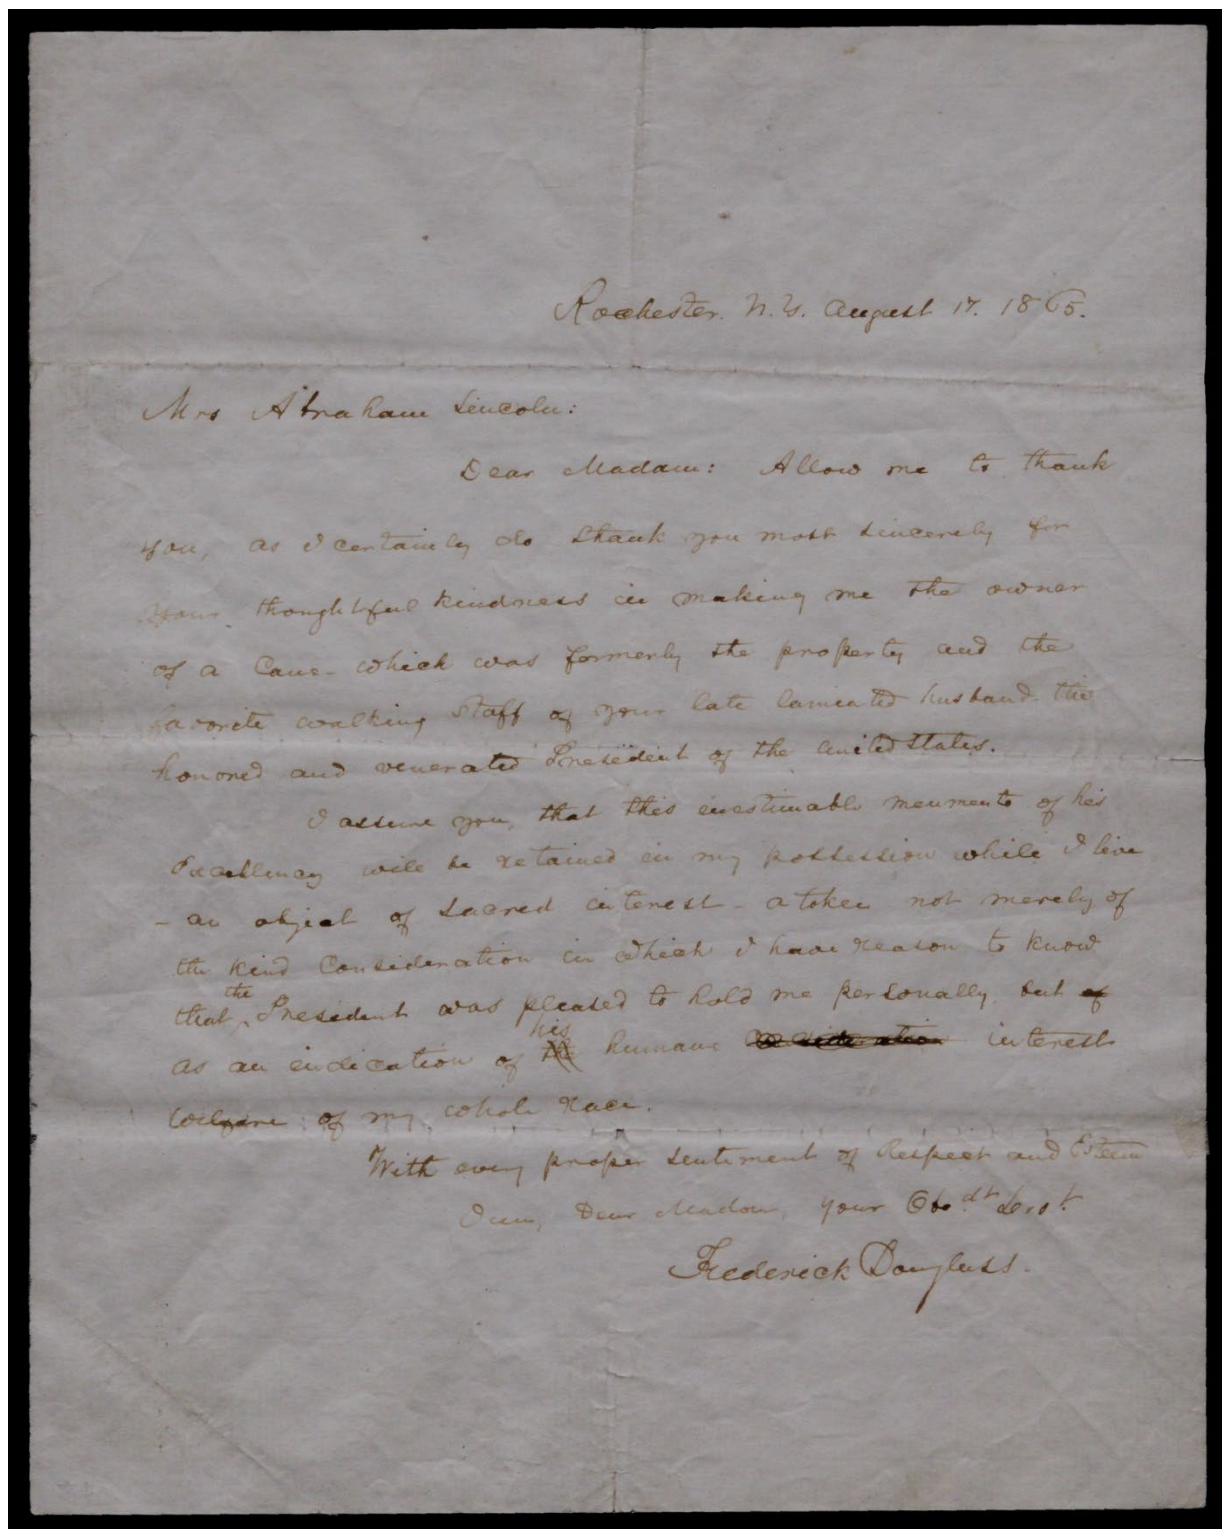 Rochester. N.Y. August 17. 1865.
Mrs Abraham Lincoln:
Dear Madam: Allow me to thank
you, as I certainly do thank you most sincerely for
your thoughtful kindness in making me the owner
of a Cane- which was formerly the property and the
favorite walking staff of your late lamented husband the
honored and venerated President of the United States.
I assure you, that this inestimable memento of his
Excellency will be retained in my possession while I live
- an object of sacred interest - a token not merely of
the kind Consideration in which I have reason to know
that the President was pleased to hold me personally, but of
as an indication of his humane consideration interest
welfare of my whole race.
With every proper sentiment of Respect and Esteem
I am, Dear Madam, your Obe.dt Servt.
Frederick Douglass.